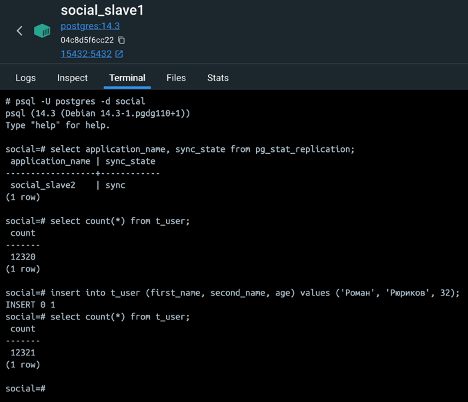 social_slave1
postgres:14.3
04c8d5f6cc22
15432:5432
Logs Inspect Terminal Files Stats
# psql -U postgres -d social
psql (14.3 (Debian 14.3-1.pgdg110+1))
Type "help" for help.
social=# select application_name, sync_state from pg_stat_replication;
application_name | sync_state
------------------+------------
social_slave2 | sync
(1 row)
social=# select count(*) from t_user;
count
-------
12320
(1 row)
social=# insert into t_user (first_name, second_name, age) values ('Роман', 'Рюриков', 32);
INSERT 0 1
social=# select count(*) from t_user;
count
-------
12321
(1 row)
social=#